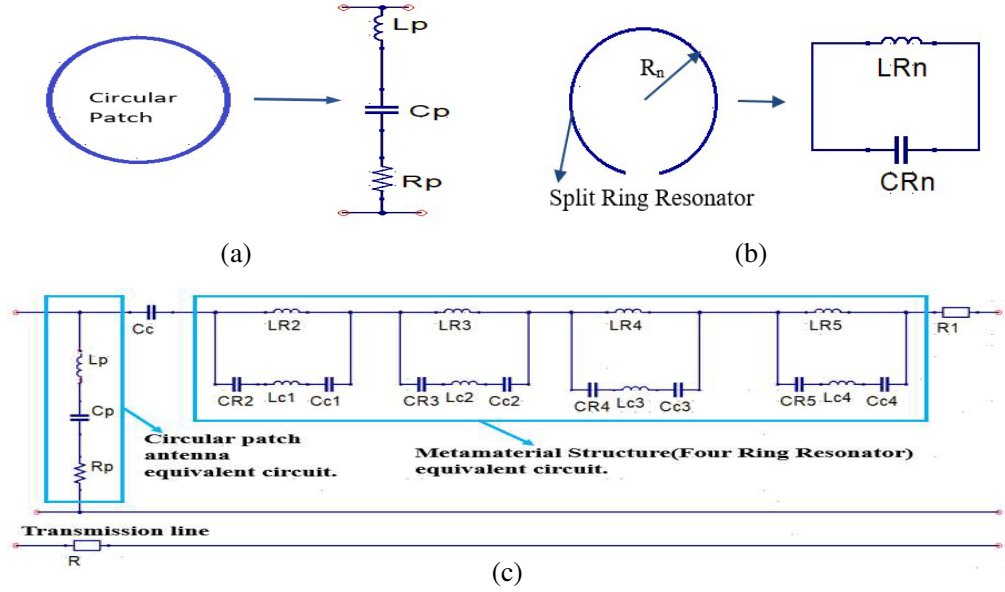 Circular
Patch
Lp
Cp
Rp
(a)
Rn
Split Ring Resonator
LRn
CRn
(b)
Cc
LR2
LR3
LR4
LR5
R1
Lp
Cp
Rp
CR2
Lc1
Cc1
CR3
Lc2
Cc2
CR4
Lc3
Cc3
CR5
Lc4
Cc4
Circular patch
antenna
equivalent circuit.
Metamaterial Structure(Four Ring Resonator)
equivalent circuit.
Transmission line
R
(c)